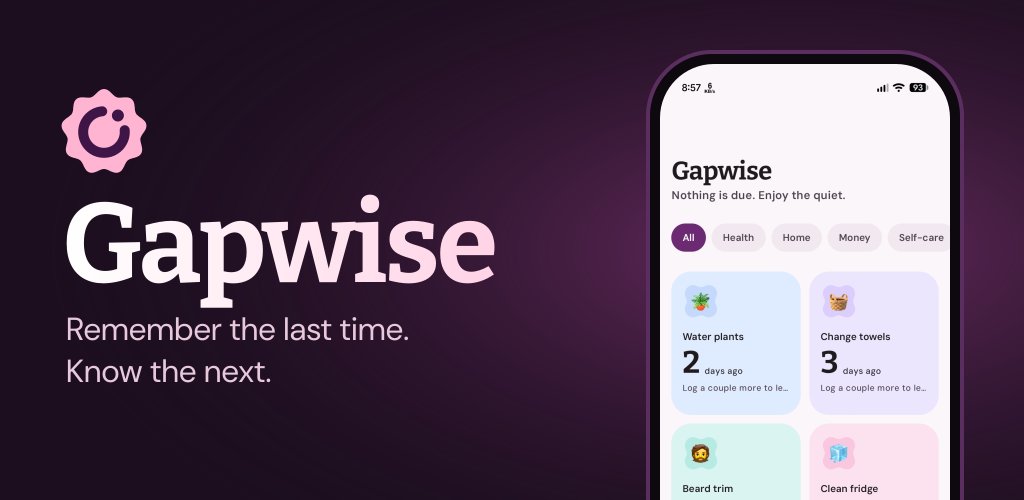 Gapwise
Remember the last time.
Know the next.
8:57 6 KB/s 93
Gapwise
Nothing is due. Enjoy the quiet.
All Health Home Money Self-care
Water plants
2 days ago
Log a couple more to le…
Change towels
3 days ago
Log a couple more to le…
Beard trim
Clean fridge